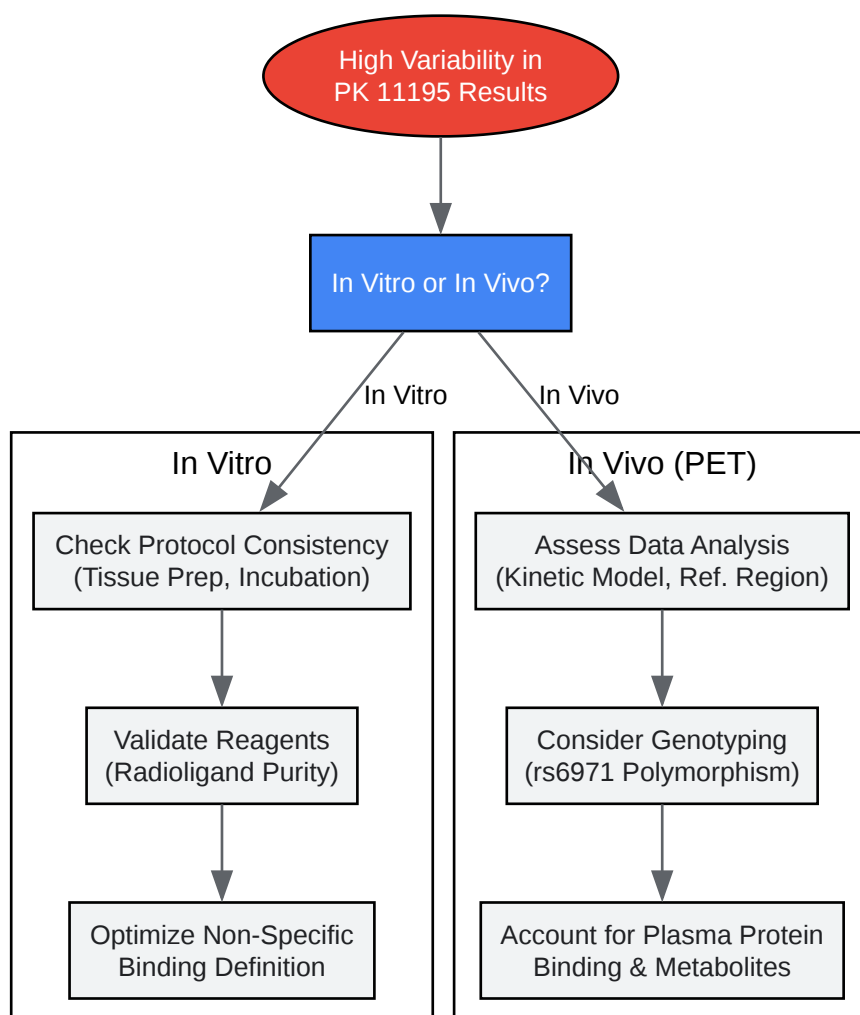 High Variability in
PK 11195 Results
In Vitro or In Vivo?
In Vitro
In Vivo
In Vitro
Check Protocol Consistency
(Tissue Prep, Incubation)
Validate Reagents
(Radioligand Purity)
Optimize Non-Specific
Binding Definition
In Vivo (PET)
Assess Data Analysis
(Kinetic Model, Ref. Region)
Consider Genotyping
(rs6971 Polymorphism)
Account for Plasma Protein
Binding & Metabolites